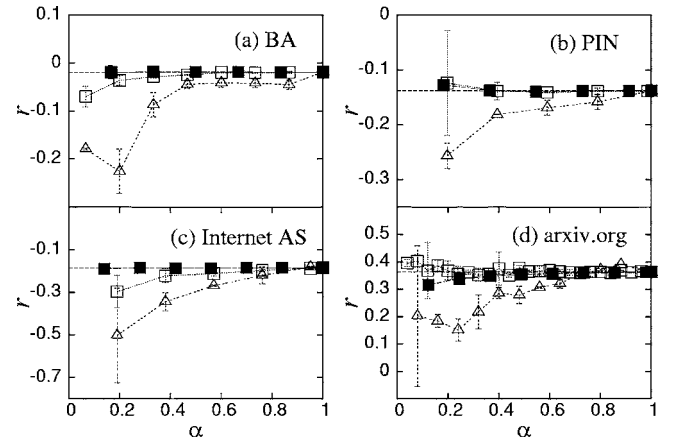 (a) BA
0
-0.1
-0.2
r
(b) PIN
0
-0.1
-0.2
-0.3
r
(c) Internet AS
-0.1
-0.3
-0.5
-0.7
r
0 0.2 0.4 0.6 0.8 1
α
(d) arxiv.org
0.5
0.4
0.3
0.2
0.1
0
r
0 0.2 0.4 0.6 0.8 1
α